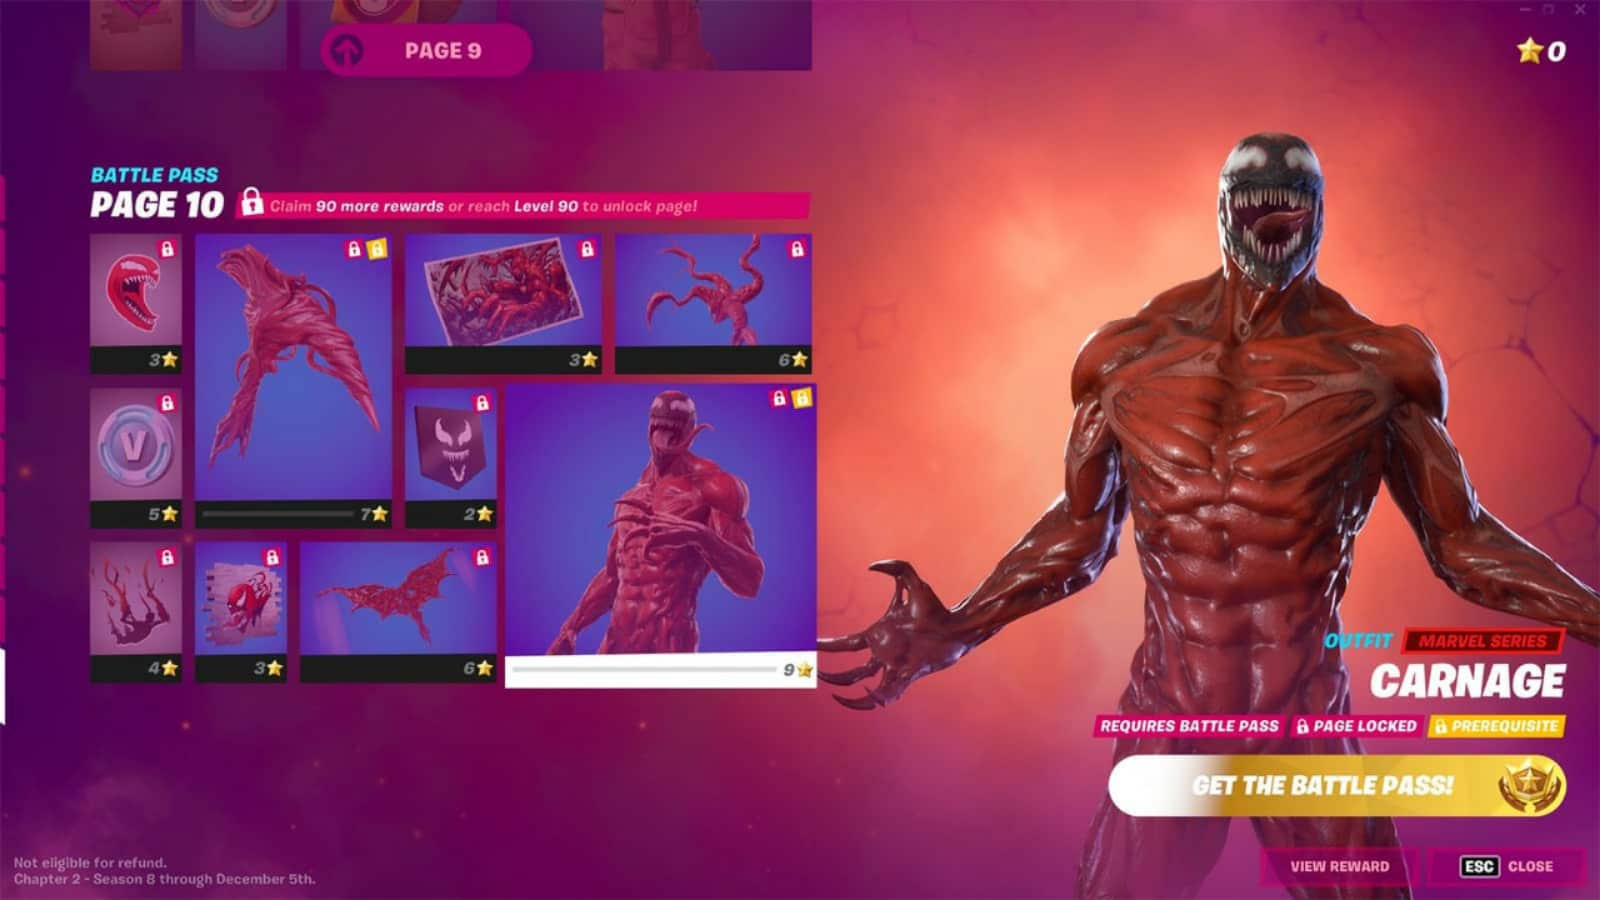 PAGE 9
0
BATTLE PASS
PAGE 10
Claim 90 more rewards or reach Level 90 to unlock page!
3
3
6
V
5
7
2
4
3
6
9
OUTFIT MARVEL SERIES
CARNAGE
REQUIRES BATTLE PASS PAGE LOCKED PREREQUISITE
GET THE BATTLE PASS!
Not eligible for refund.
Chapter 2 - Season 8 through December 5th.
VIEW REWARD ESC CLOSE